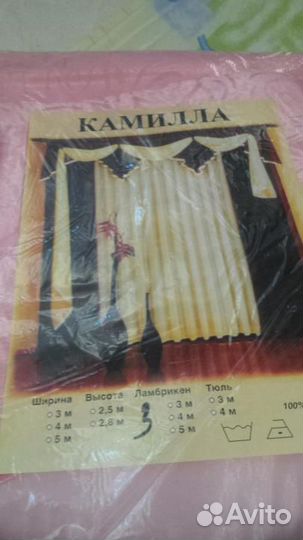 КАМИЛЛА
Ширина Высота Ламбрикен Тюль
○ 3 м ○ 2,5 м ○ 3 м ○ 3 м
○ 4 м ○ 2,8 м 3 ○ 4 м ○ 4 м
○ 5 м ○ 5 м
100%
Avito